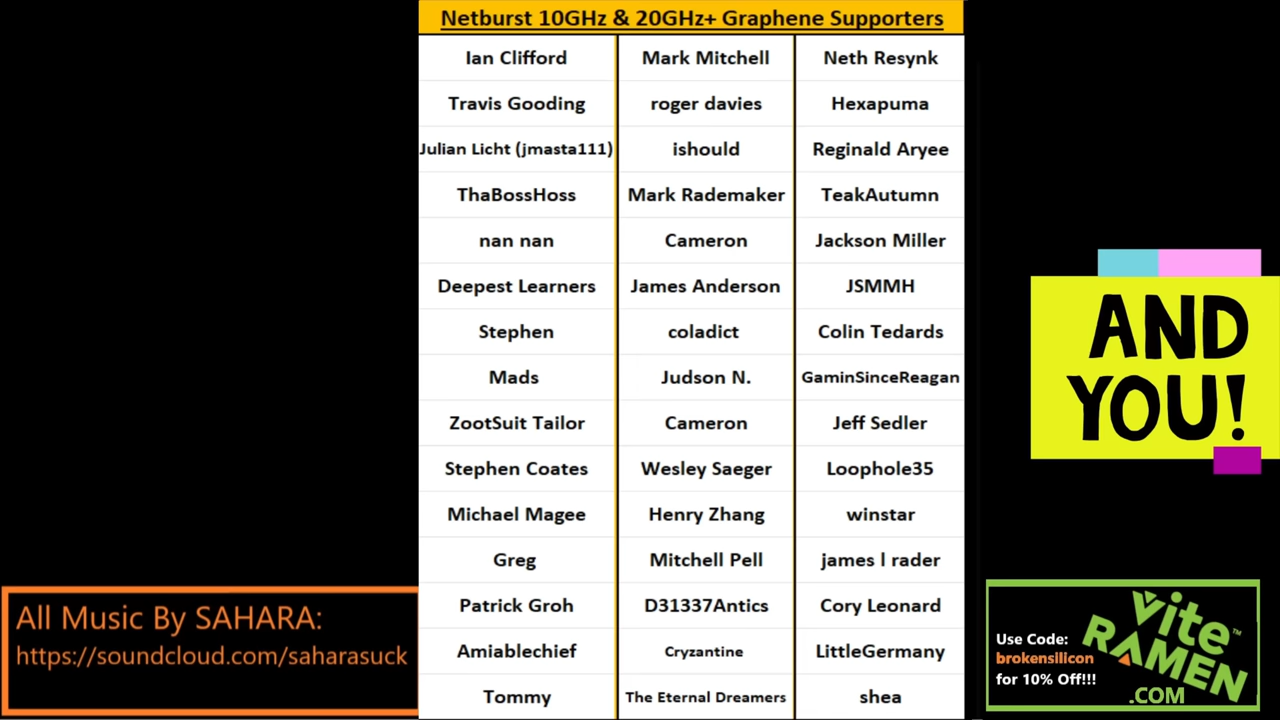 Netburst 10GHz & 20GHz+ Graphene Supporters
Ian Clifford Mark Mitchell Neth Resynk
Travis Gooding roger davies Hexapuma
Julian Licht (jmasta111) ishould Reginald Aryee
ThaBossHoss Mark Rademaker TeakAutumn
nan nan Cameron Jackson Miller
Deepest Learners James Anderson JSMMH
Stephen coladict Colin Tedards
Mads Judson N. GaminSinceReagan
ZootSuit Tailor Cameron Jeff Sedler
Stephen Coates Wesley Saeger Loophole35
Michael Magee Henry Zhang winstar
Greg Mitchell Pell james l rader
Patrick Groh D31337Antics Cory Leonard
Amiablechief Cryzantine LittleGermany
Tommy The Eternal Dreamers shea
AND
YOU!
All Music By SAHARA:
https://soundcloud.com/saharasuck
Use Code:
brokensilicon
for 10% Off!!!
Vite™
RAMEN
.COM